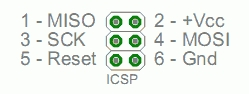 1 - MISO 2 - +Vcc
3 - SCK 4 - MOSI
5 - Reset 6 - Gnd
ICSP